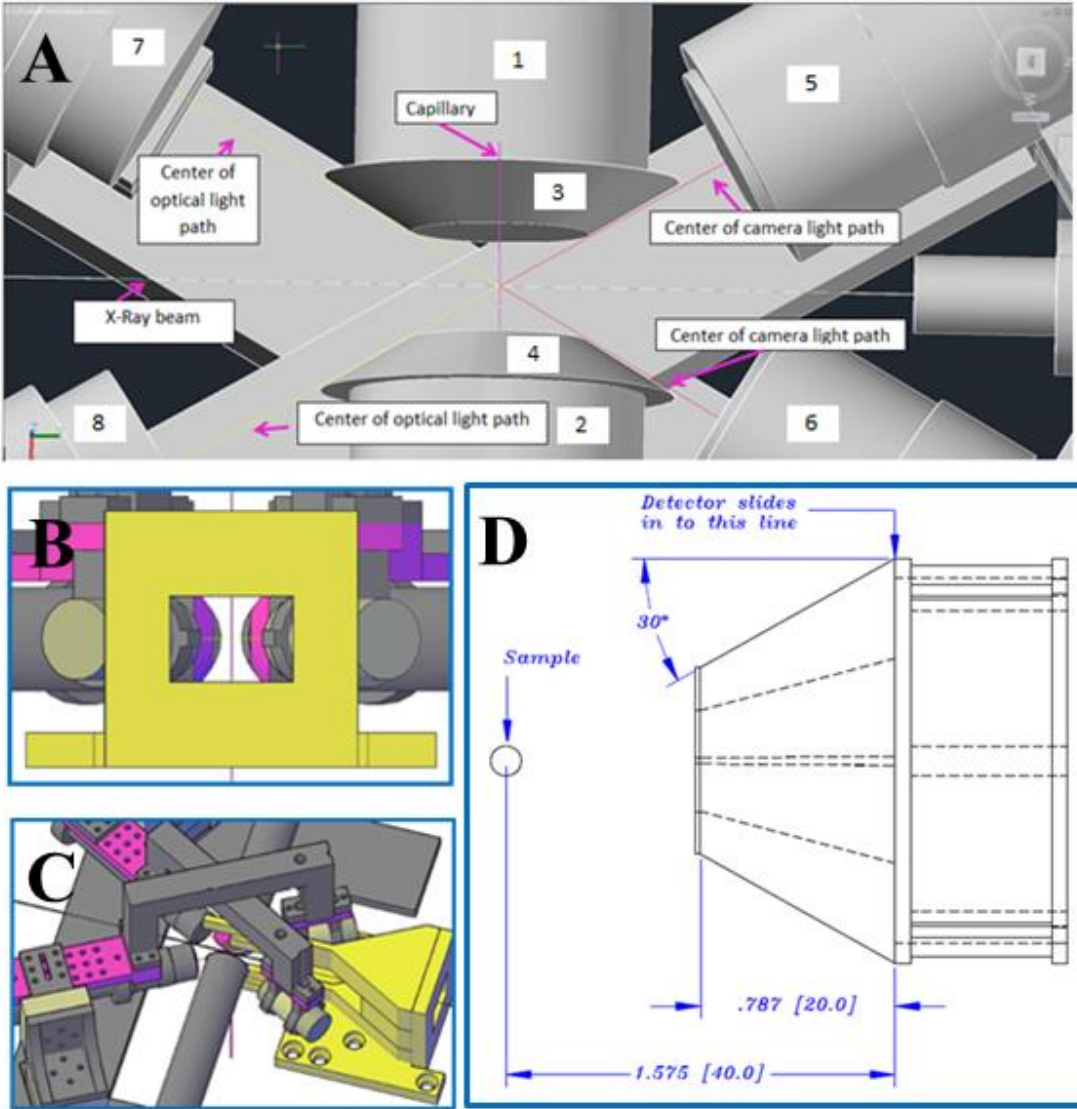 A
7
1
5
Capillary
Center of
optical light
path
3
Center of camera light path
X-Ray beam
4
Center of camera light path
8
Center of optical light path
2
6
B
C
D
Detector slides
in to this line
30°
Sample
.787 [20.0]
1.575 [40.0]